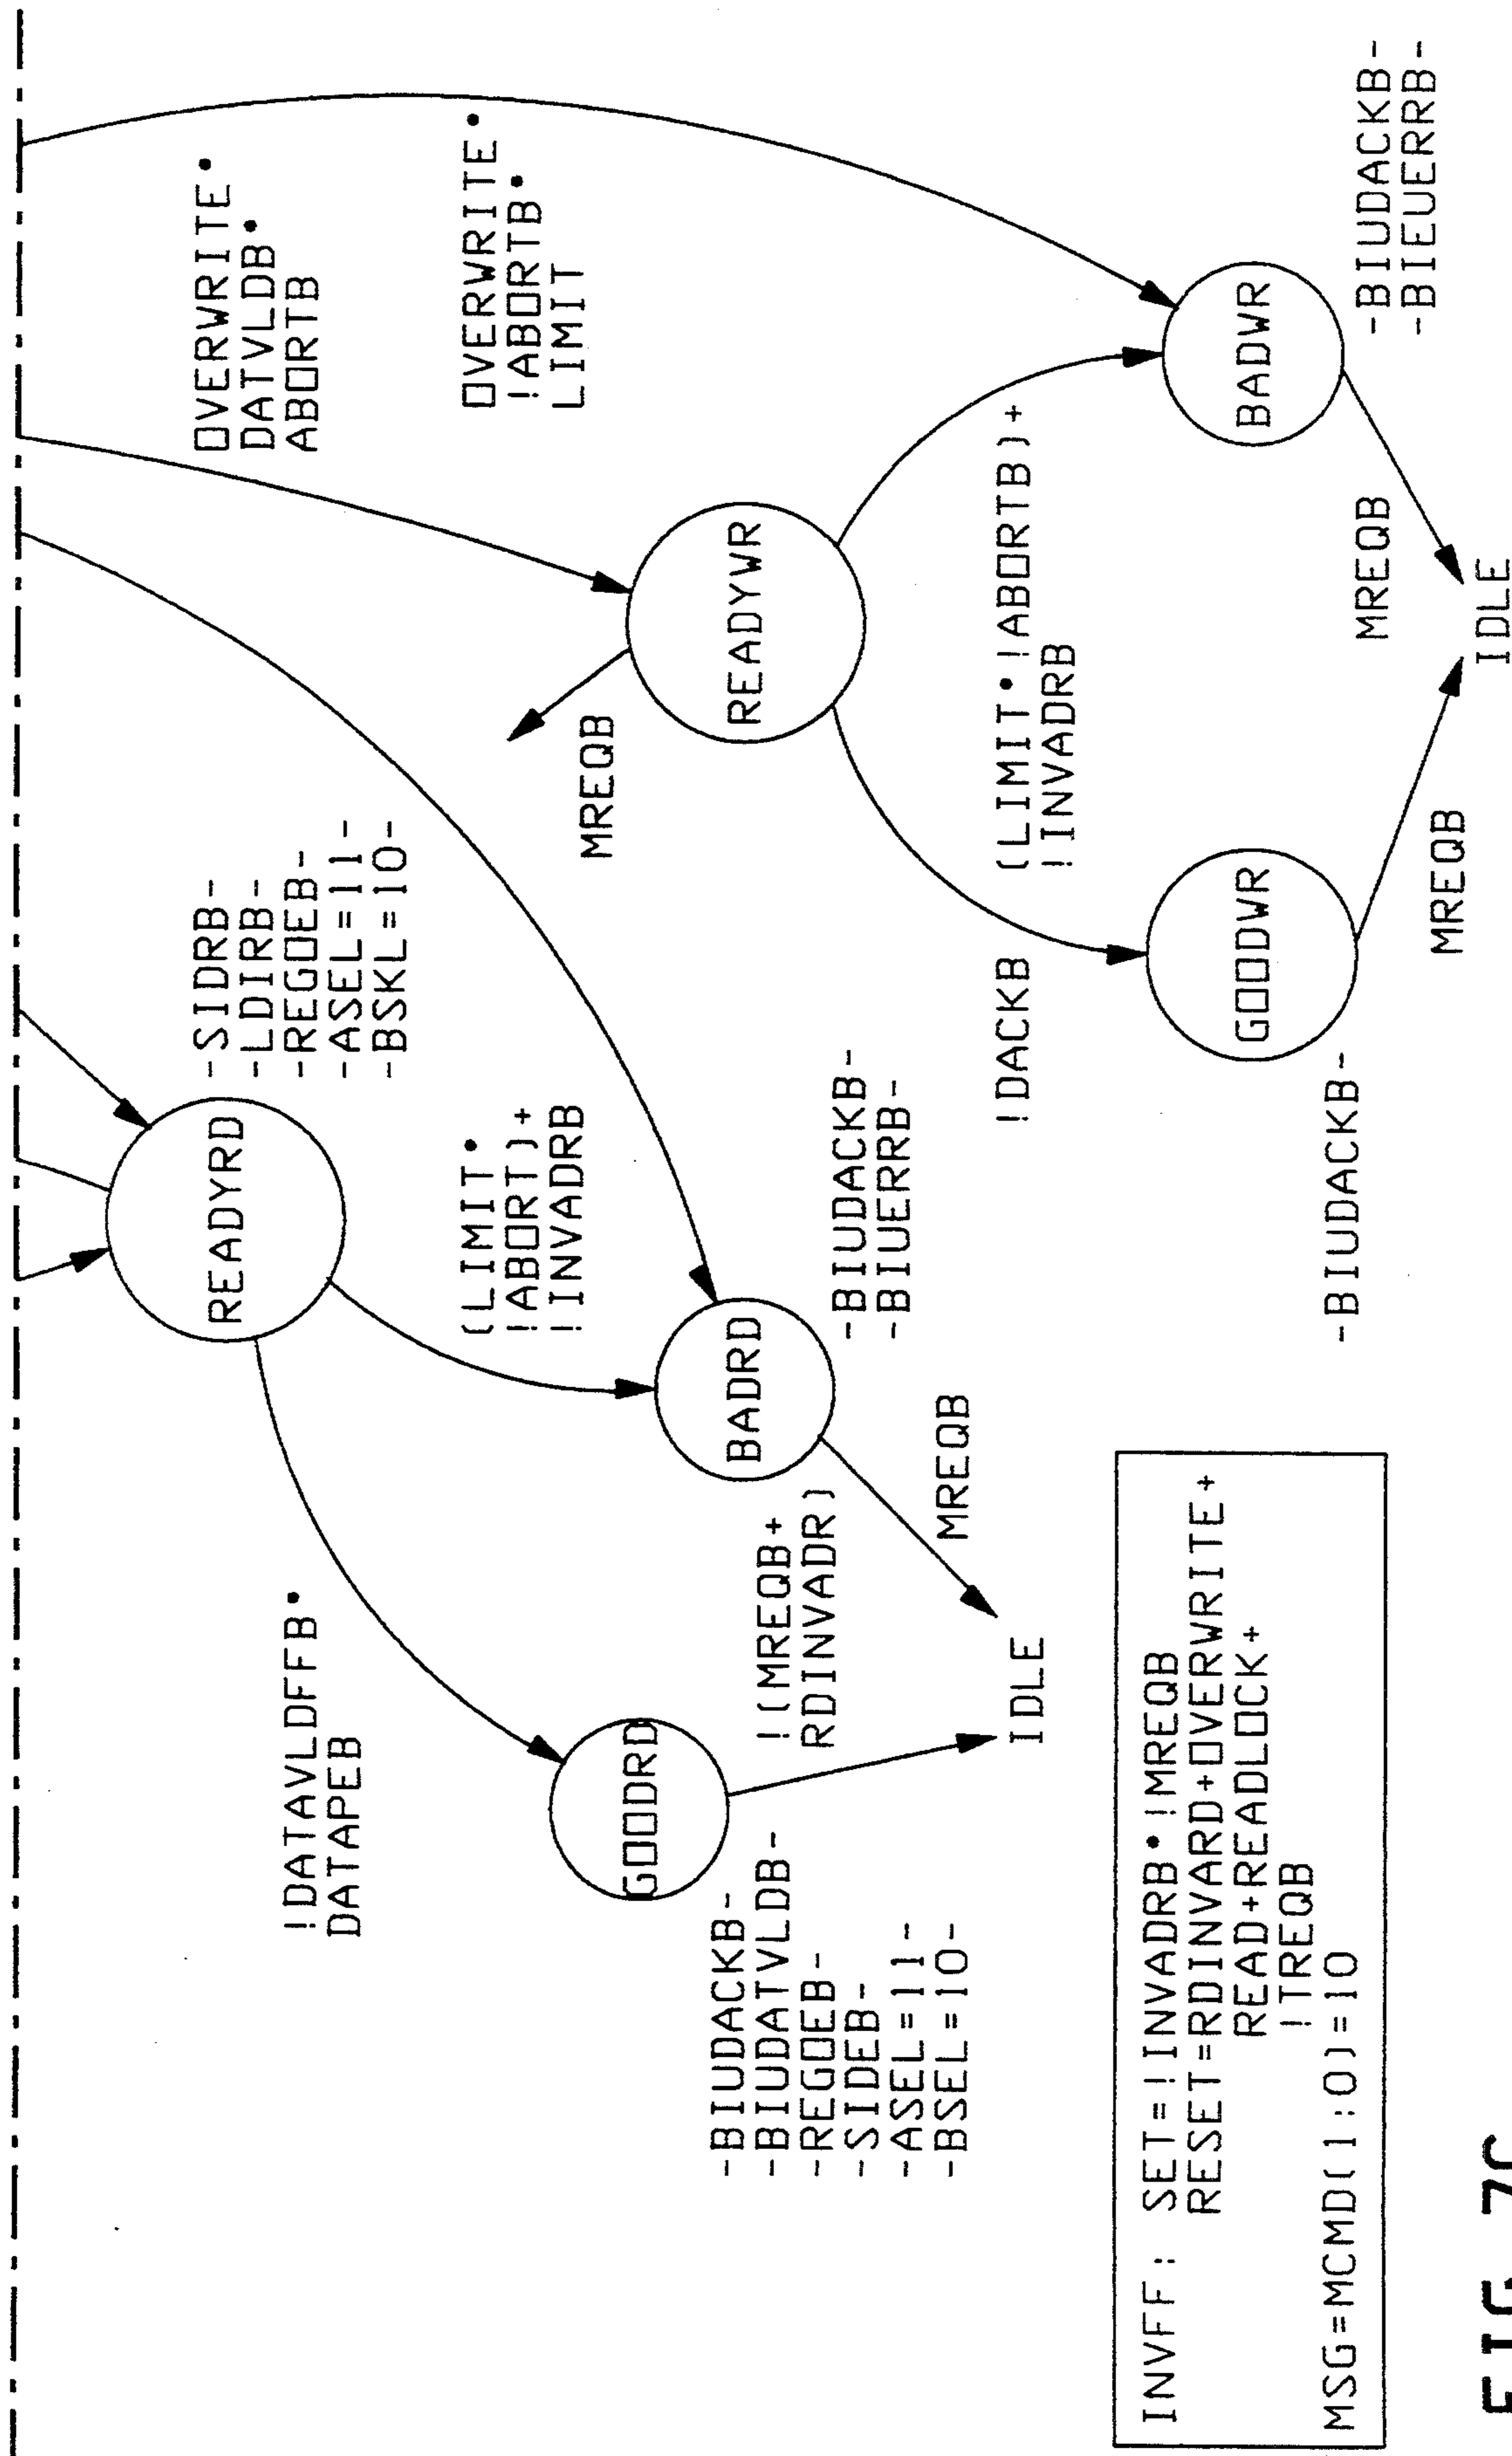 -SIDRB-
-LDIRB-
-REGOEB-
-ASEL=11-
-BSKL=10-
OVERWRITE•
DATVLDB•
ABORTB
READYRD
!DATAVLDFFB•
DATAPEB
(LIMIT•
!ABORT)+
!INVADRB
OVERWRITE•
!ABORTB•
LIMIT
MREQB
READYWR
GOODRD
BADRD
-BIUDACKB-
-BIUDATVLDB-
-REGOEB-
-SIDEB-
-ASEL=11-
-BSEL=10-
!(MREQB+
RDINVADR)
-BIUDACKB-
-BIUERRB-
MREQB
IDLE
!DACKB
(LIMIT•!ABORTB)+
!INVADRB
GOODWR
BADWR
-BIUDACKB-
MREQB
MREQB
-BIUDACKB-
-BIEUERRB-
IDLE
INVFF: SET=!INVADRB•!MREQB
RESET=RDINVARD+OVERWRITE+
READ+READLOCK+
!TREQB
MSG=MCMD(1:0)=10
FIG. 7C